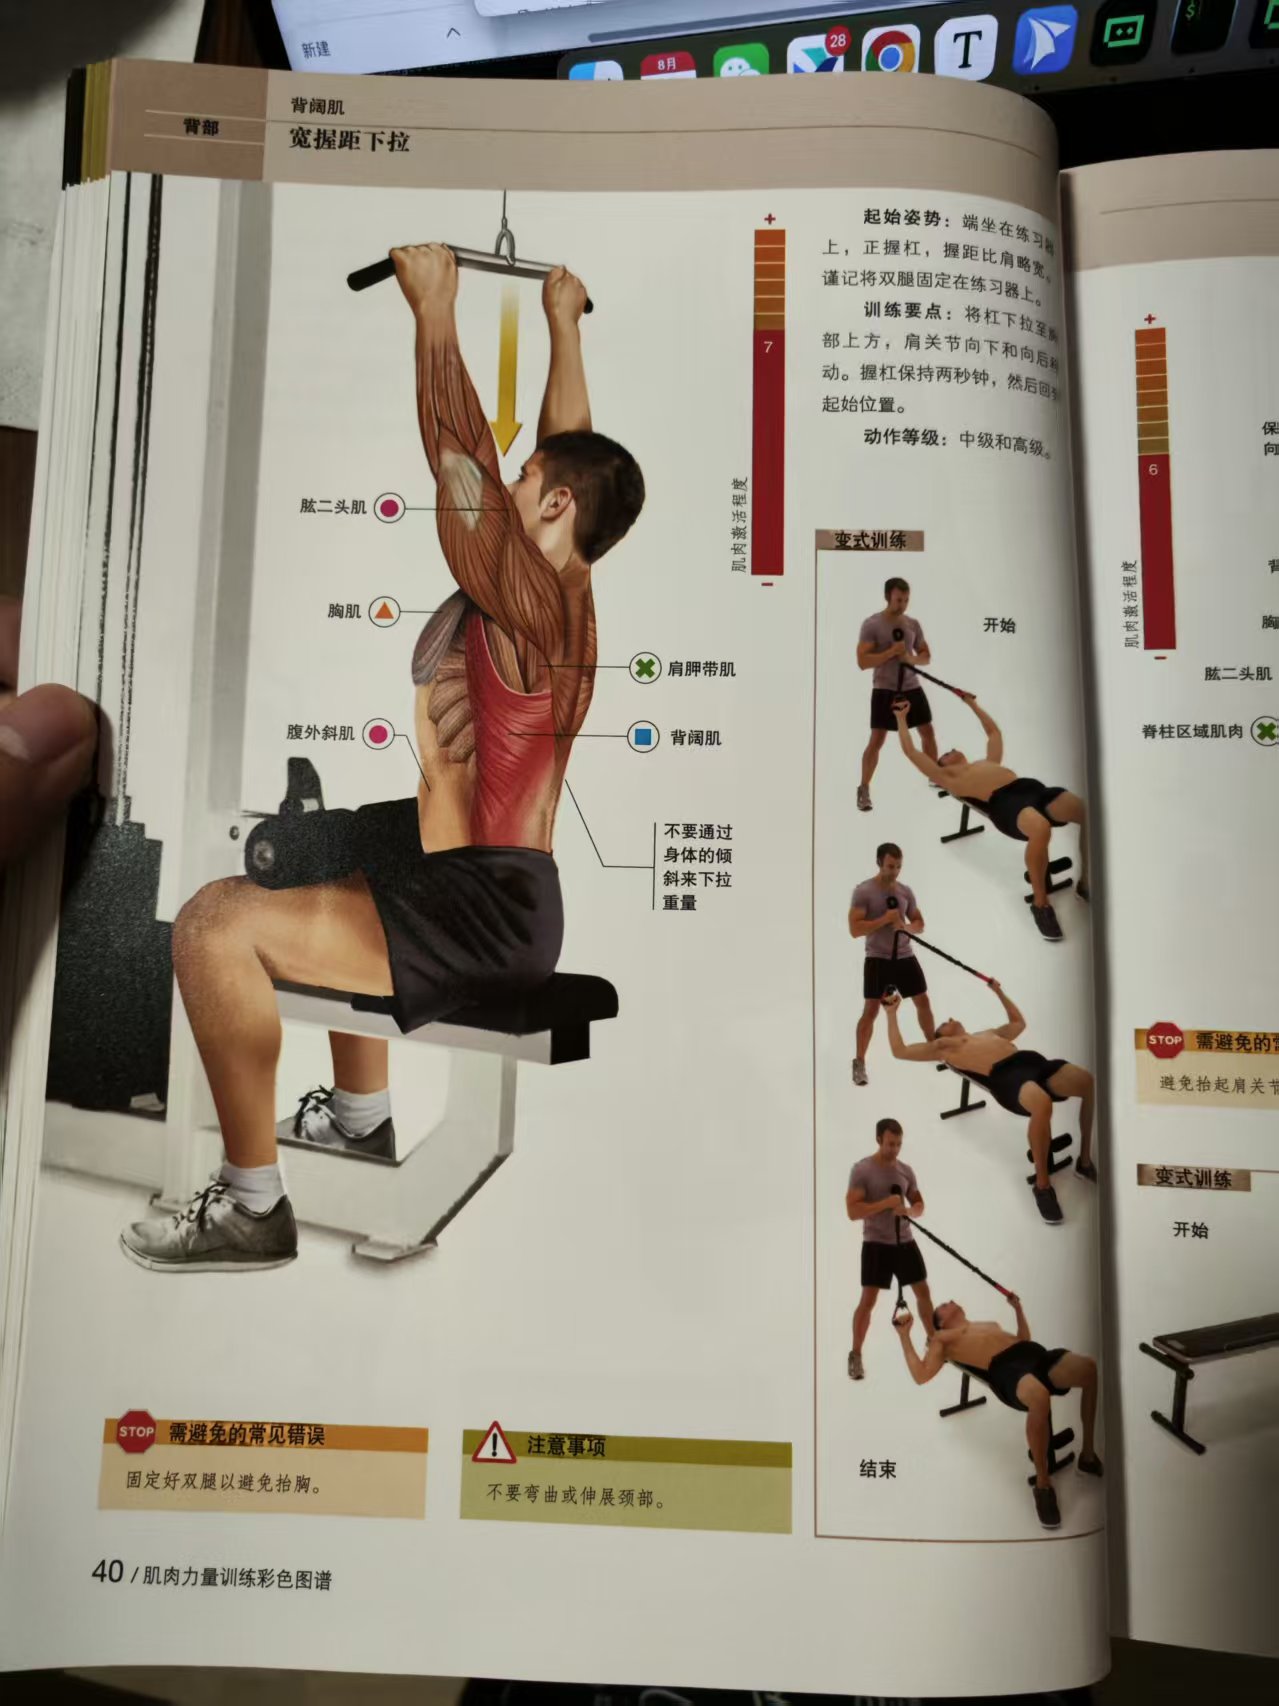 新建
28
8月
T
背部
背阔肌
宽握距下拉
+
7
肌肉激活程度
−
起始姿势：端坐在练习器
上，正握杠，握距比肩略宽。
谨记将双腿固定在练习器上。
训练要点：将杠下拉至胸
部上方，肩关节向下和向后移
动。握杠保持两秒钟，然后回到
起始位置。
动作等级：中级和高级。
肱二头肌
胸肌
腹外斜肌
肩胛带肌
背阔肌
不要通过
身体的倾
斜来下拉
重量
变式训练
开始
结束
STOP 需避免的常见错误
固定好双腿以避免抬胸。
! 注意事项
不要弯曲或伸展颈部。
40 / 肌肉力量训练彩色图谱
+
6
肌肉激活程度
−
向
肱二头肌
脊柱区域肌肉
STOP 需避免的常
避免抬起肩关节
变式训练
开始